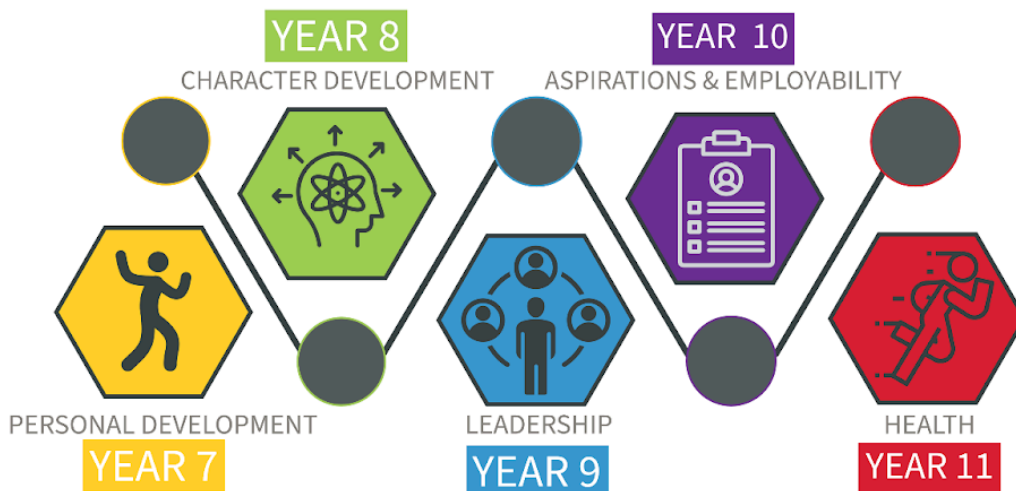 YEAR 8
CHARACTER DEVELOPMENT
YEAR 10
ASPIRATIONS & EMPLOYABILITY
PERSONAL DEVELOPMENT
YEAR 7
LEADERSHIP
YEAR 9
HEALTH
YEAR 11